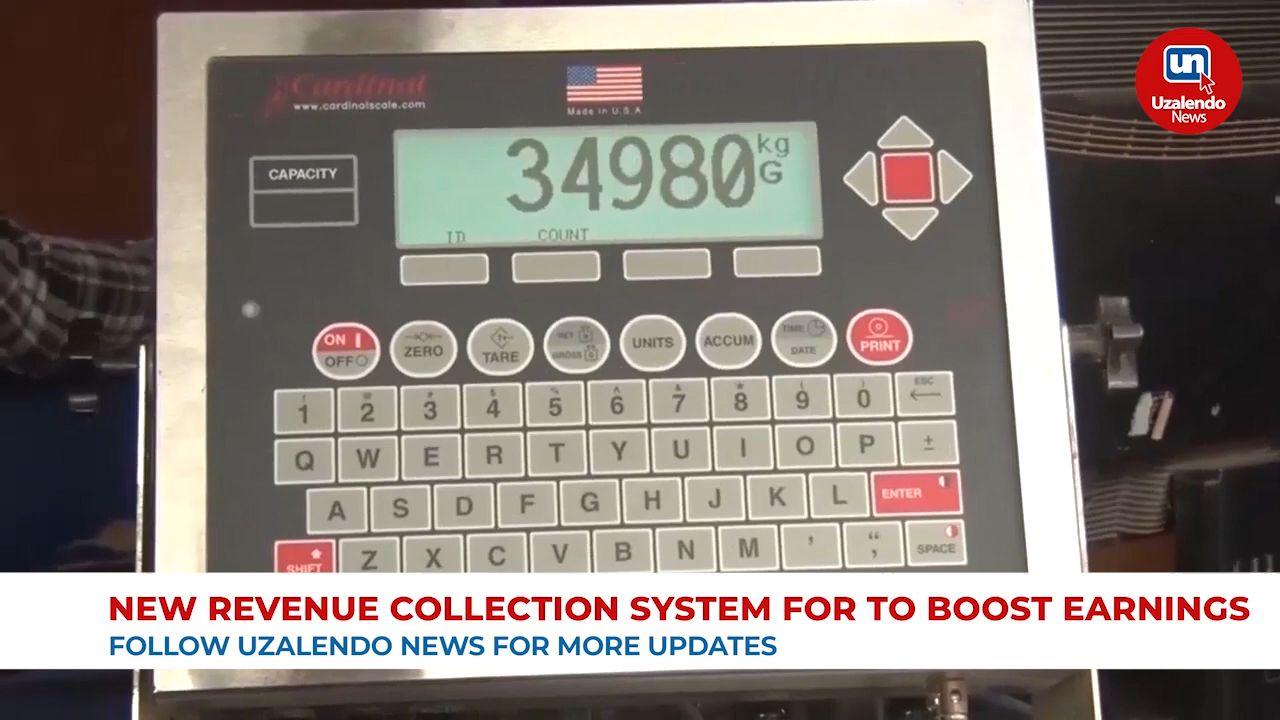 Cardinal
www.cardinalscale.com
Made in U.S.A
un
Uzalendo
News
CAPACITY
34980 kg
G
ID COUNT
ON
OFF
ZERO
TARE
NET
GROSS
UNITS
ACCUM
TIME
DATE
PRINT
1 2 3 4 5 6 7 8 9 0 ESC
Q W E R T Y U I O P ±
A S D F G H J K L ENTER
SHIFT Z X C V B N M ' “ ; SPACE
NEW REVENUE COLLECTION SYSTEM FOR TO BOOST EARNINGS
FOLLOW UZALENDO NEWS FOR MORE UPDATES